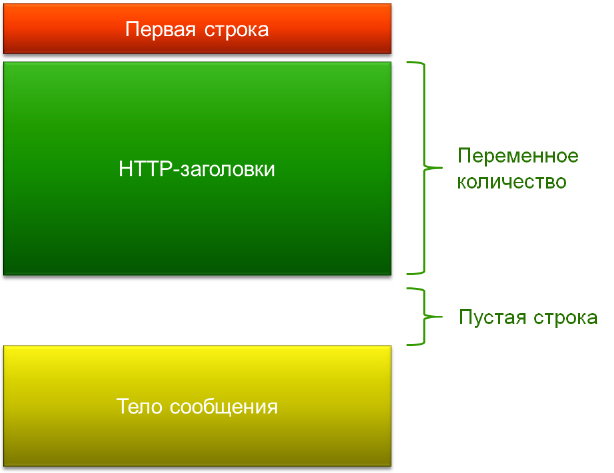 Первая строка
HTTP-заголовки
Переменное
количество
Пустая строка
Тело сообщения